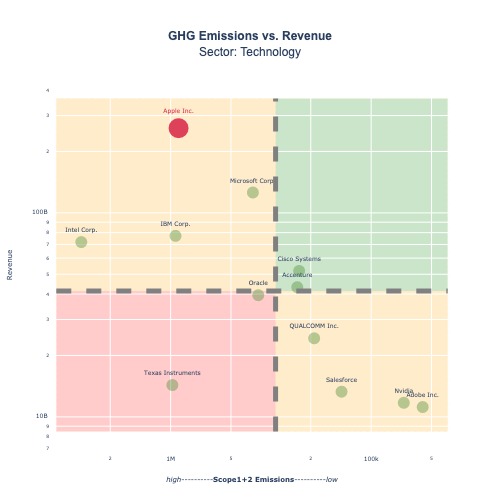 GHG Emissions vs. Revenue
Sector: Technology
4
3
2
100B
9
8
7
6
5
4
3
2
10B
9
8
7
Revenue
Apple Inc.
Microsoft Corp
Intel Corp.
IBM Corp.
Cisco Systems
Accenture
Oracle
QUALCOMM Inc.
Texas Instruments
Salesforce
Nvidia
Adobe Inc.
2
1M
5
2
100k
5
high----------Scope1+2 Emissions----------low